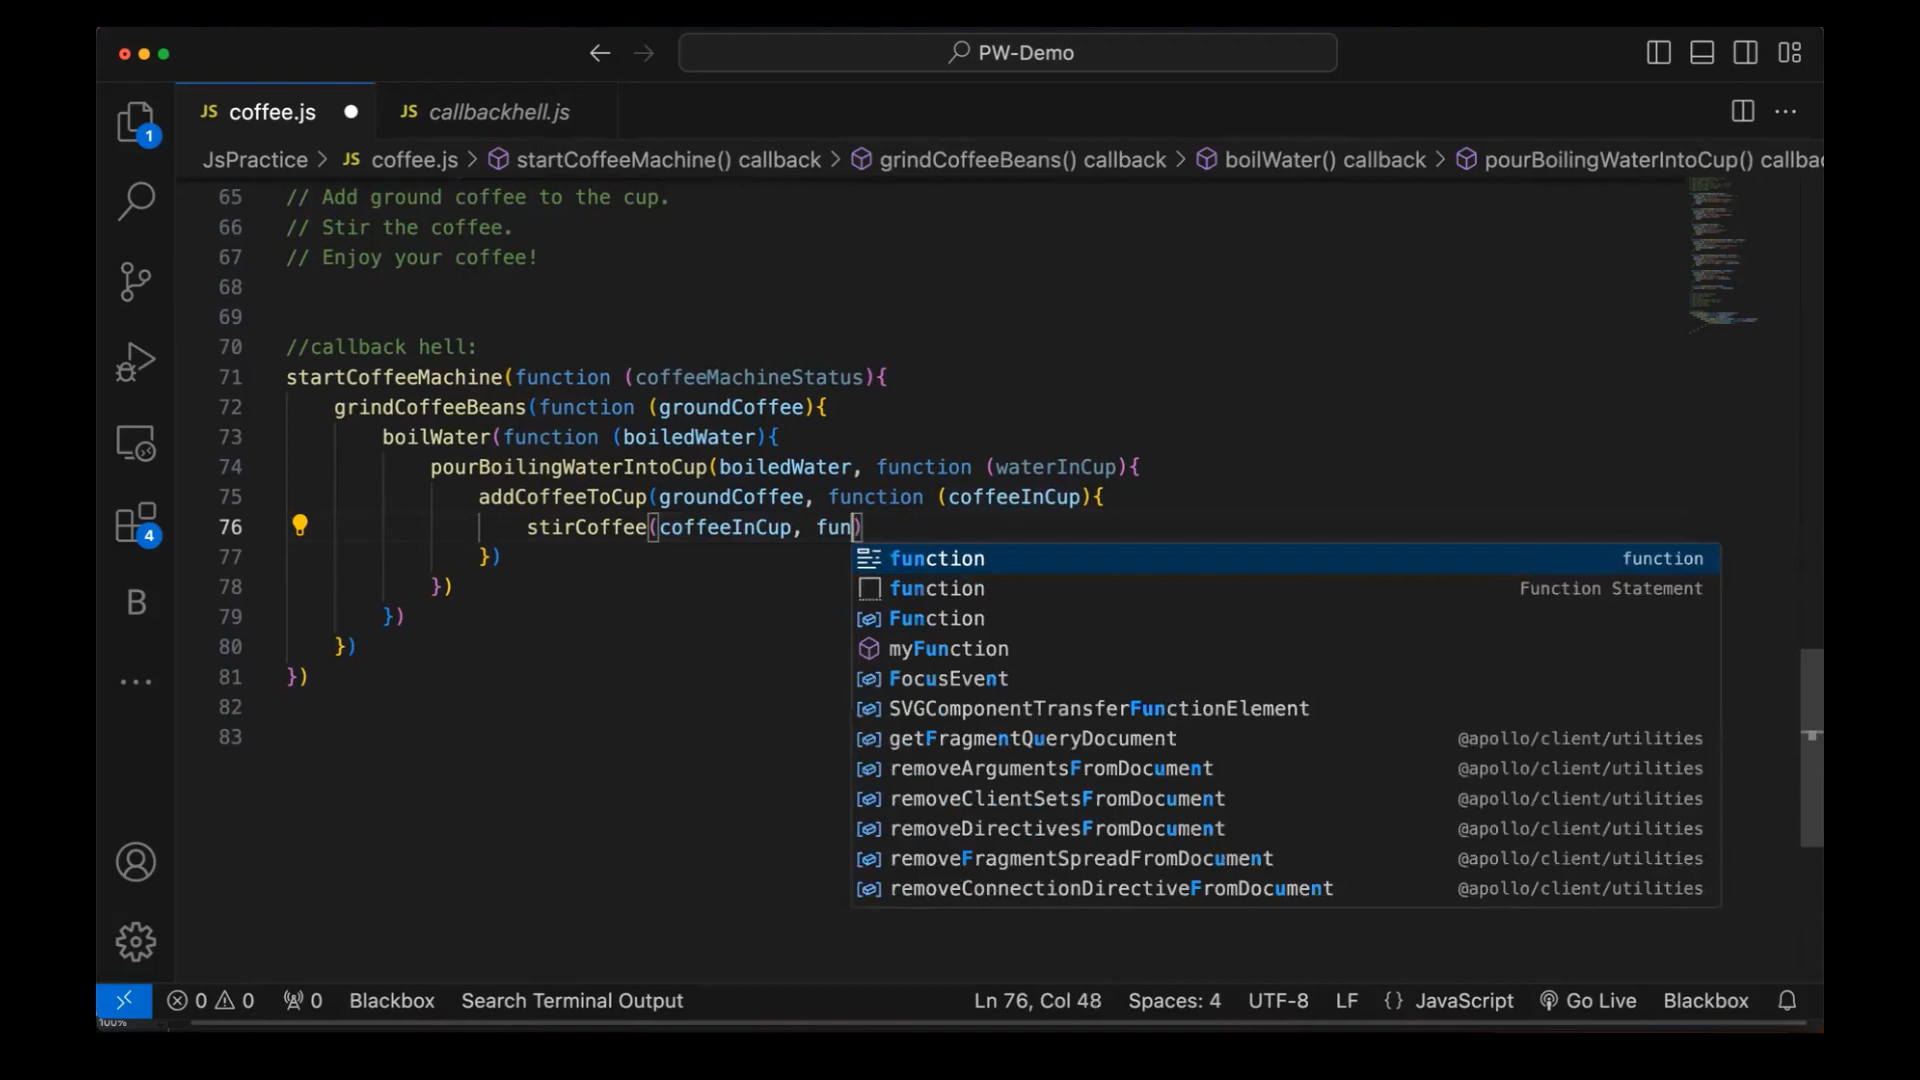 PW-Demo
JS coffee.js
JS callbackhell.js
JsPractice > JS coffee.js > startCoffeeMachine() callback > grindCoffeeBeans() callback > boilWater() callback > pourBoilingWaterIntoCup() callba
65 // Add ground coffee to the cup.
66 // Stir the coffee.
67 // Enjoy your coffee!
68
69
70 //callback hell:
71 startCoffeeMachine(function (coffeeMachineStatus){
72 grindCoffeeBeans(function (groundCoffee){
73 boilWater(function (boiledWater){
74 pourBoilingWaterIntoCup(boiledWater, function (waterInCup){
75 addCoffeeToCup(groundCoffee, function (coffeeInCup){
76 stirCoffee(coffeeInCup, fun)
77 })
78 })
79 })
80 })
81 })
82
83
function function
function Function Statement
Function
myFunction
FocusEvent
SVGComponentTransferFunctionElement
getFragmentQueryDocument @apollo/client/utilities
removeArgumentsFromDocument @apollo/client/utilities
removeClientSetsFromDocument @apollo/client/utilities
removeDirectivesFromDocument @apollo/client/utilities
removeFragmentSpreadFromDocument @apollo/client/utilities
removeConnectionDirectiveFromDocument @apollo/client/utilities
1
4
B
0 0 0 Blackbox Search Terminal Output Ln 76, Col 48 Spaces: 4 UTF-8 LF {} JavaScript Go Live Blackbox
100%